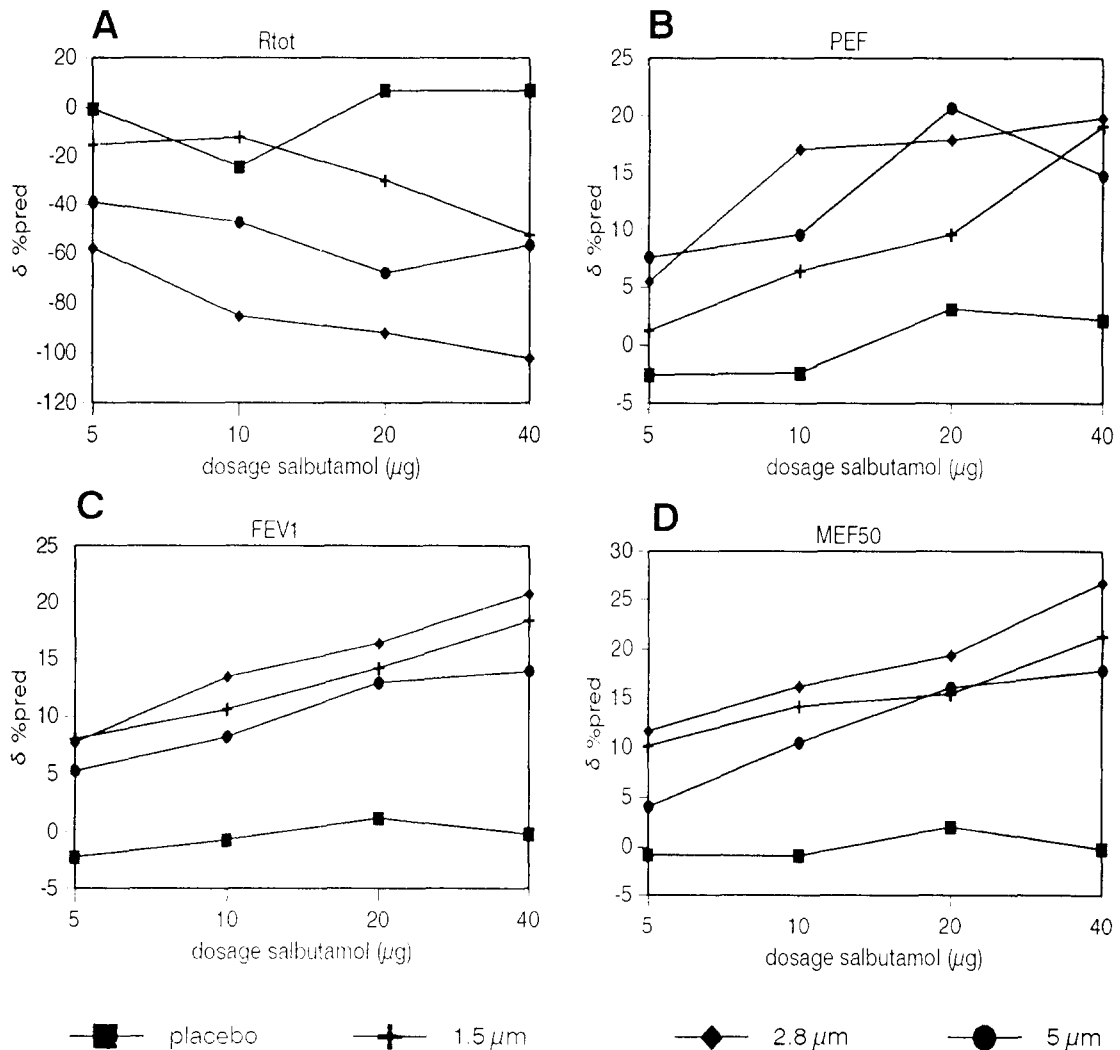 A
Rtot
20
0
-20
-40
-60
-80
-100
-120
δ %pred
5 10 20 40
dosage salbutamol (µg)
B
PEF
25
20
15
10
5
0
-5
δ %pred
5 10 20 40
dosage salbutamol (µg)
C
FEV1
25
20
15
10
5
0
-5
δ %pred
5 10 20 40
dosage salbutamol (µg)
D
MEF50
30
25
20
15
10
5
0
-5
δ %pred
5 10 20 40
dosage salbutamol (µg)
placebo 1.5 µm 2.8 µm 5 µm